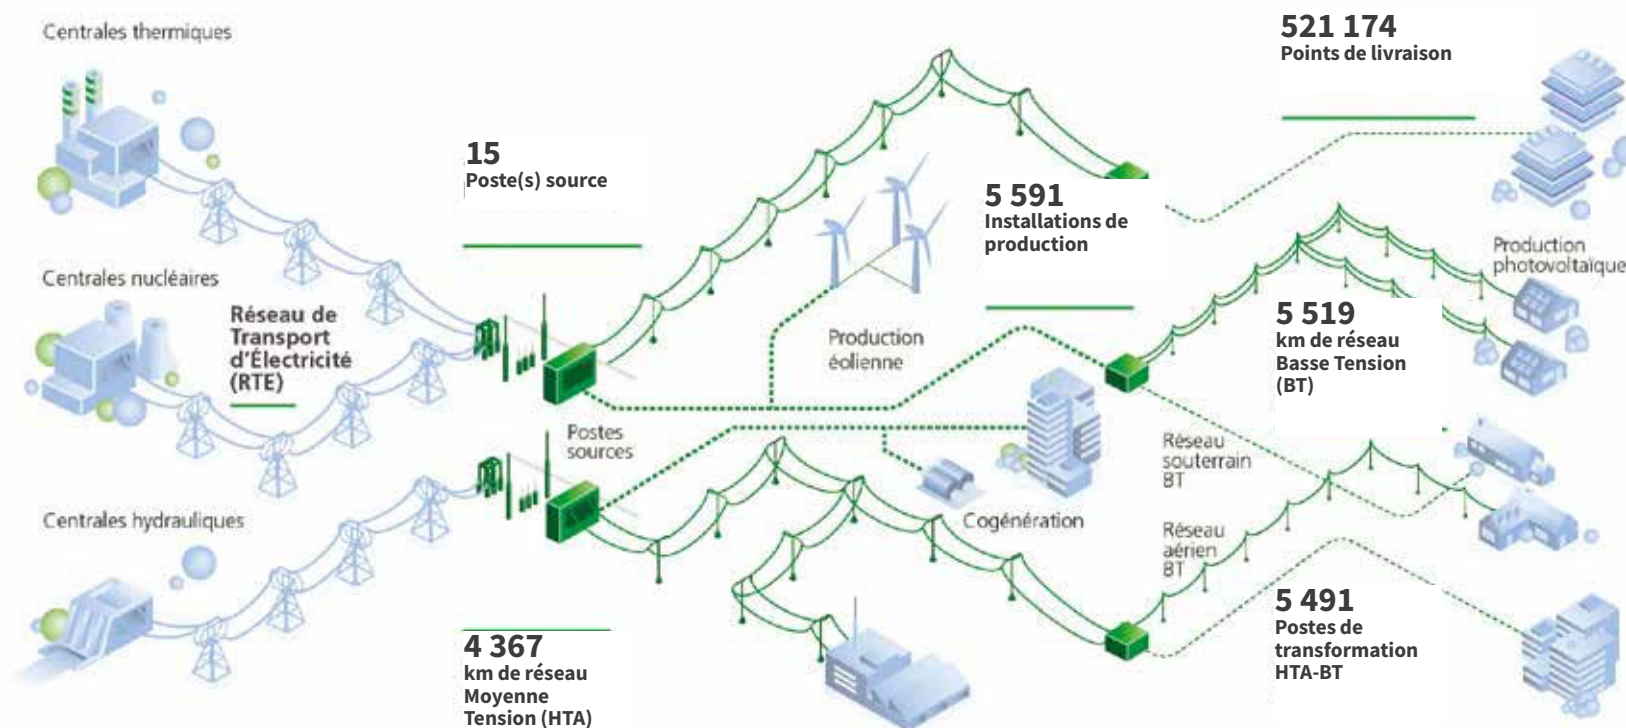 Centrales thermiques
521 174
Points de livraison
15
Poste(s) source
5 591
Installations de
production
Production
photovoltaïque
Centrales nucléaires
Réseau de
Transport
d'Électricité
(RTE)
5 519
km de réseau
Basse Tension
(BT)
Production
éolienne
Postes
sources
Réseau
souterrain
BT
Centrales hydrauliques
Cogénération
Réseau
aérien
BT
5 491
Postes de
transformation
HTA-BT
4 367
km de réseau
Moyenne
Tension (HTA)